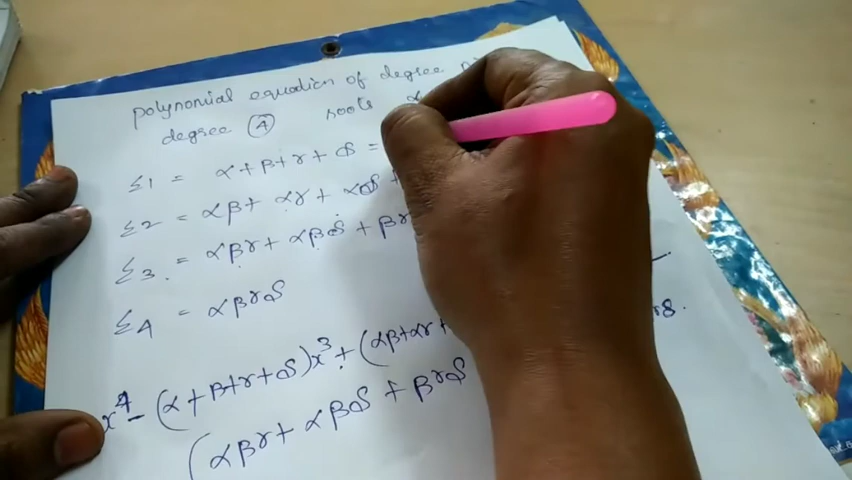 polynomial equation of degree
degree ④ roots α
Σ1 = α+β+γ+δ =
Σ2 = αβ+ αγ+ αδ+
Σ3 = αβγ+ αβδ + βγ
Σ4 = αβγδ
x⁴- (α+β+γ+δ)x³+(αβ+αγ+ γδ.
(αβγ+ αβδ + βγδ